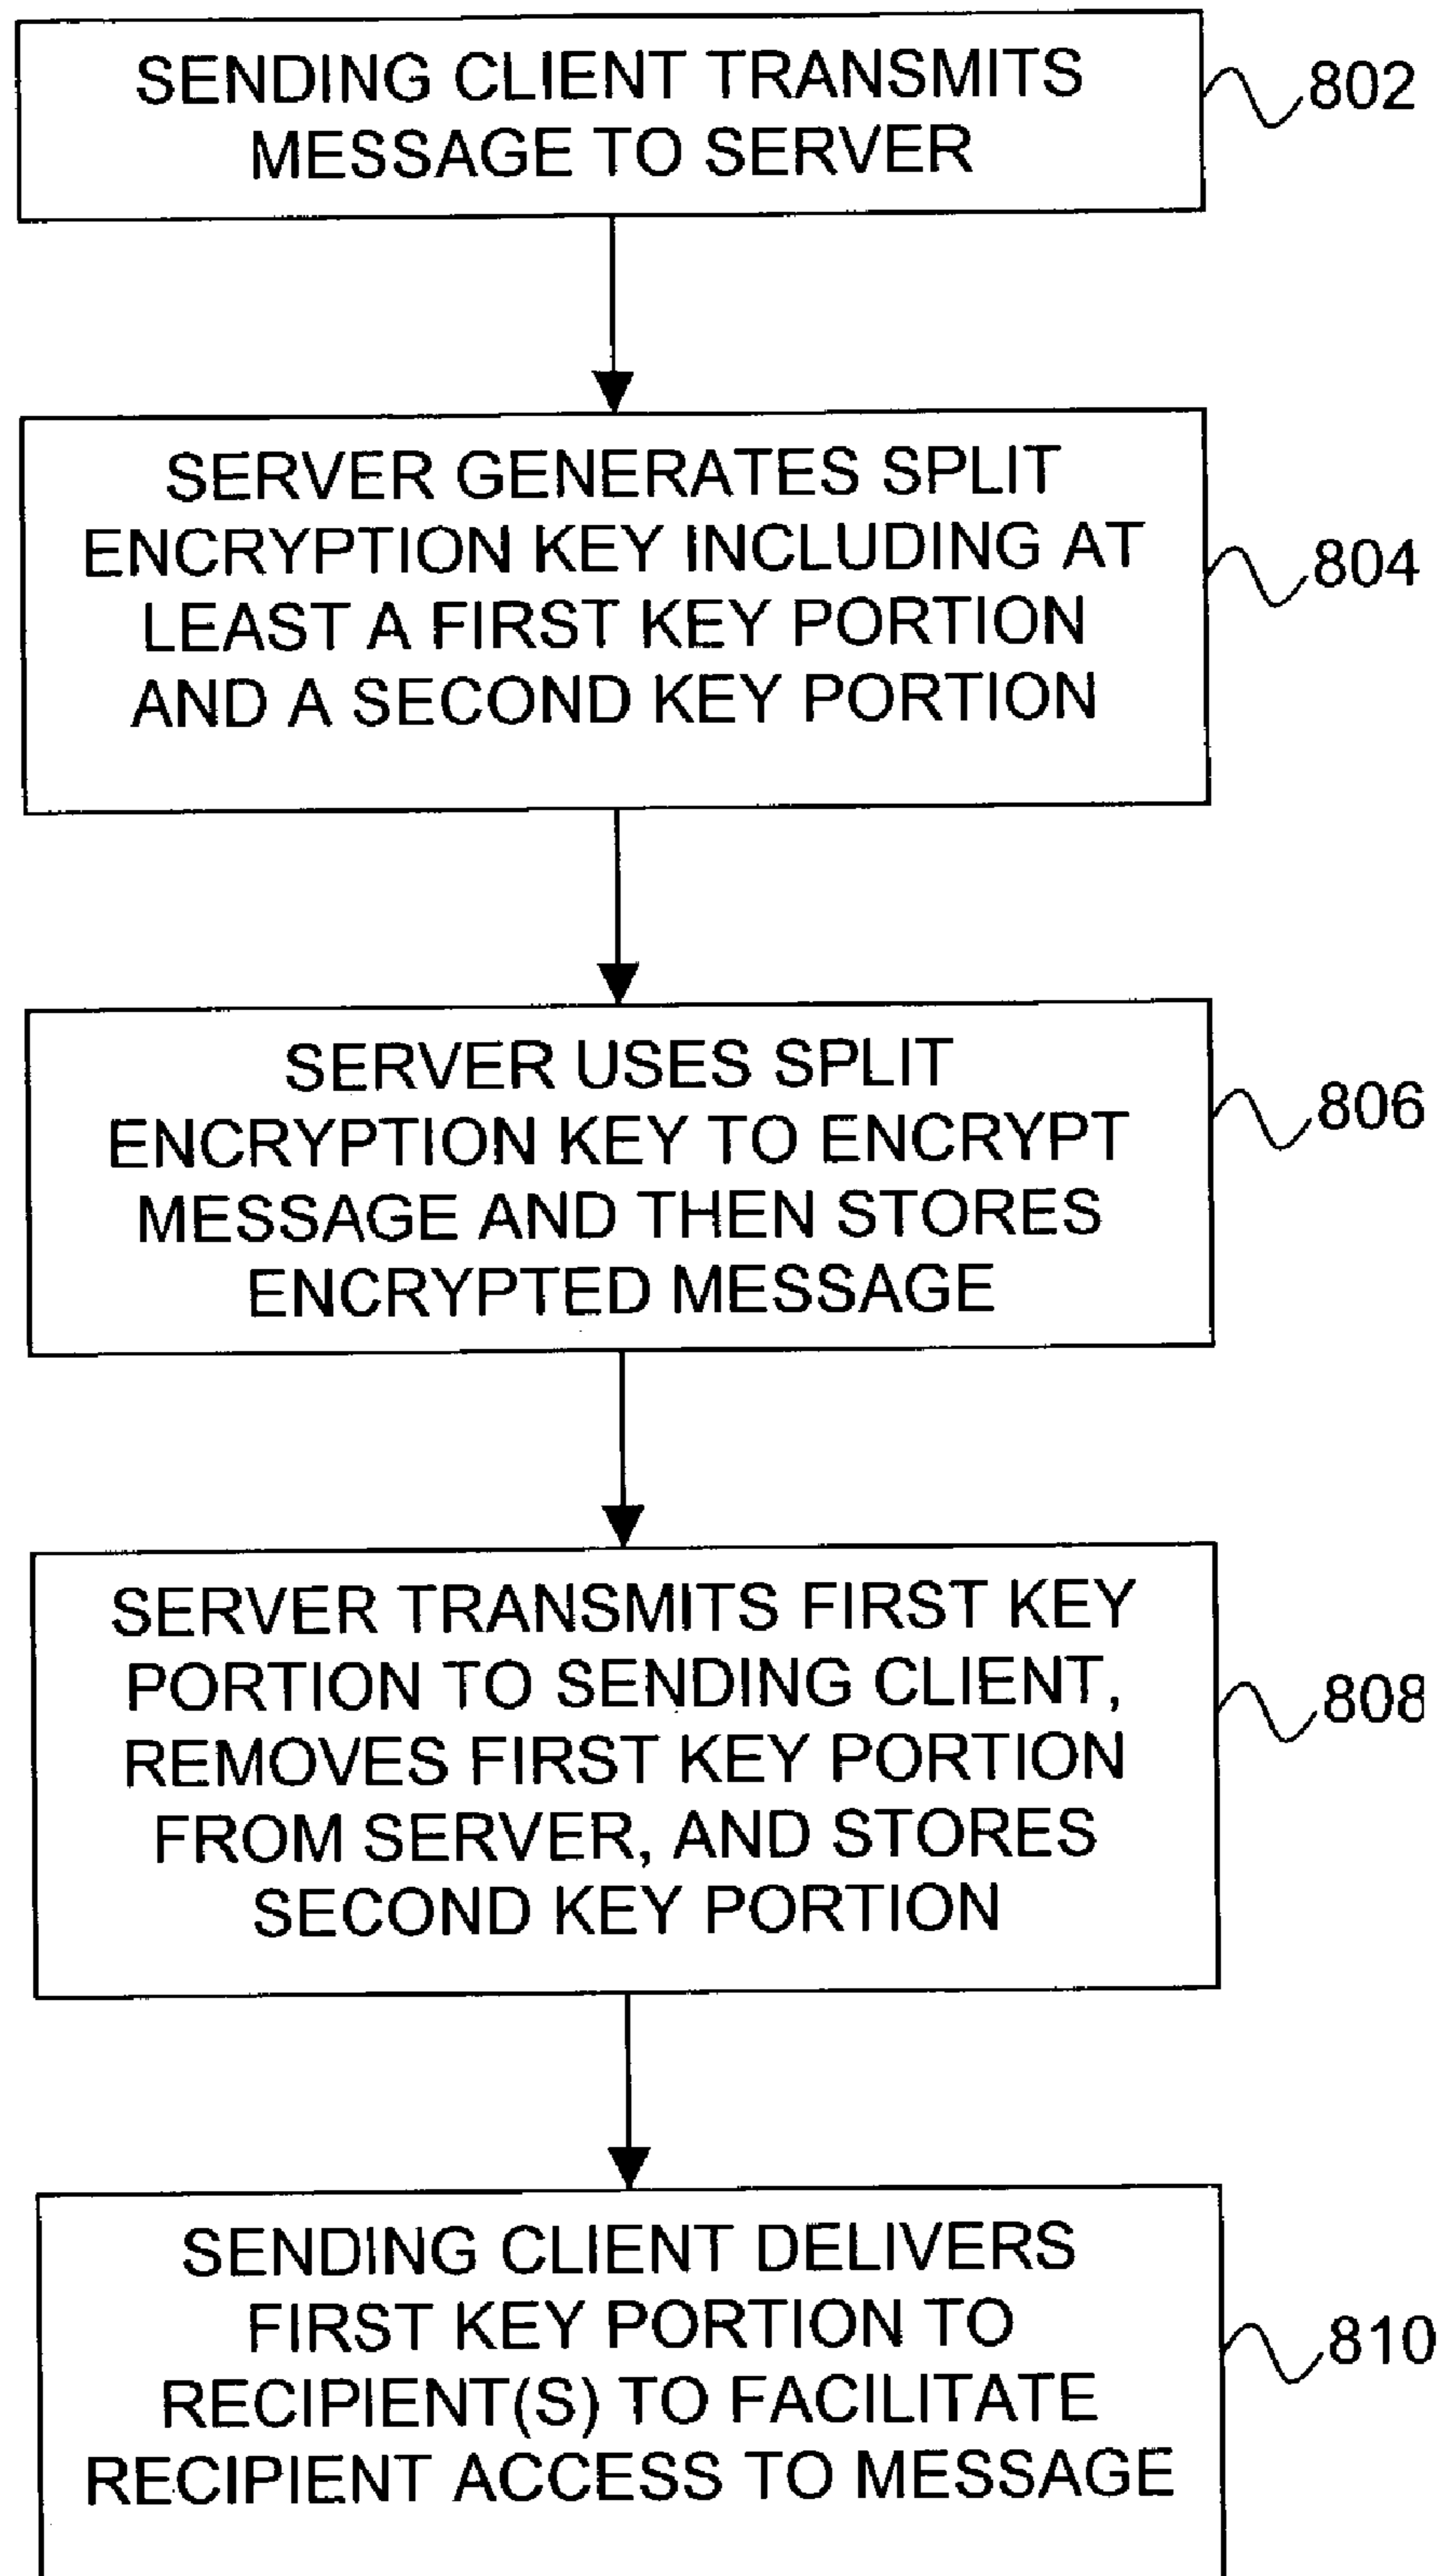 SENDING CLIENT TRANSMITS
MESSAGE TO SERVER
802
SERVER GENERATES SPLIT
ENCRYPTION KEY INCLUDING AT
LEAST A FIRST KEY PORTION
AND A SECOND KEY PORTION
804
SERVER USES SPLIT
ENCRYPTION KEY TO ENCRYPT
MESSAGE AND THEN STORES
ENCRYPTED MESSAGE
806
SERVER TRANSMITS FIRST KEY
PORTION TO SENDING CLIENT,
REMOVES FIRST KEY PORTION
FROM SERVER, AND STORES
SECOND KEY PORTION
808
SENDING CLIENT DELIVERS
FIRST KEY PORTION TO
RECIPIENT(S) TO FACILITATE
RECIPIENT ACCESS TO MESSAGE
810